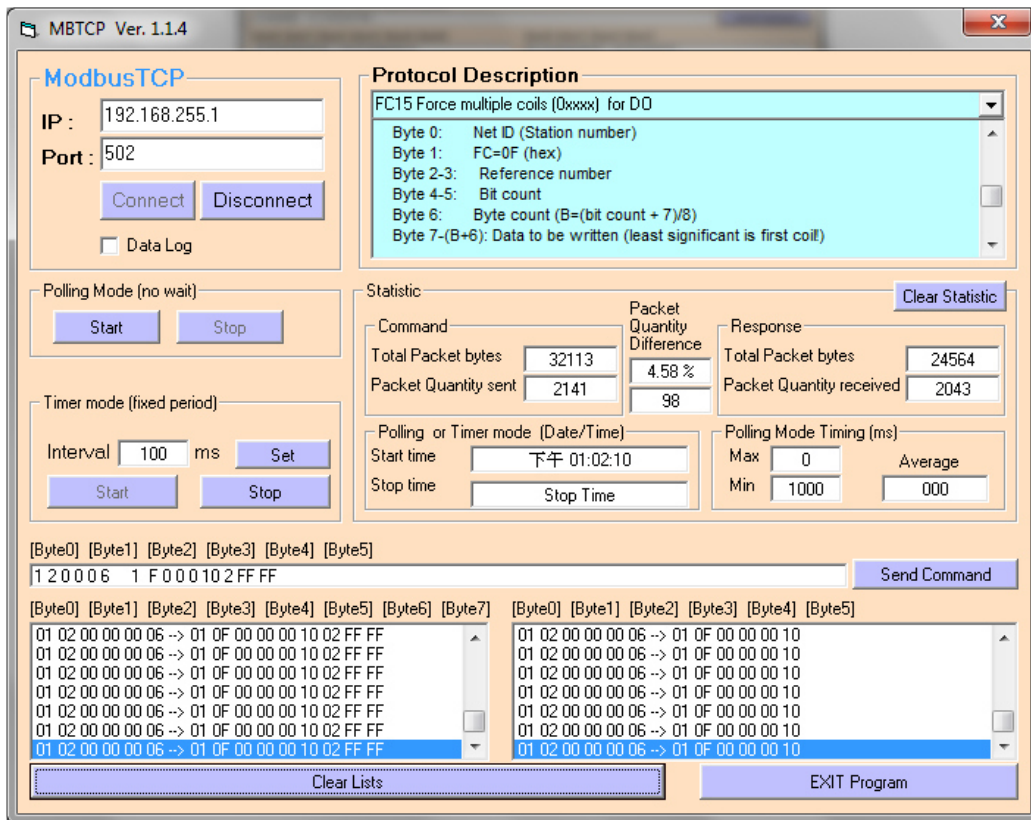 MBTCP Ver. 1.1.4
ModbusTCP
IP :
192.168.255.1
Port :
502
Connect
Disconnect
Data Log
Protocol Description
FC15 Force multiple coils (0xxxx) for DO
Byte 0: Net ID (Station number)
Byte 1: FC=0F (hex)
Byte 2-3: Reference number
Byte 4-5: Bit count
Byte 6: Byte count (B=(bit count + 7)/8)
Byte 7-(B+6): Data to be written (least significant is first coil!)
Polling Mode (no wait)
Start
Stop
Timer mode (fixed period)
Interval 100 ms Set
Start
Stop
Statistic
Clear Statistic
Command
Total Packet bytes 32113
Packet Quantity sent 2141
Packet
Quantity
Difference
4.58 %
98
Response
Total Packet bytes 24564
Packet Quantity received 2043
Polling or Timer mode (Date/Time)
Start time 下午 01:02:10
Stop time Stop Time
Polling Mode Timing (ms)
Max 0
Min 1000
Average
000
[Byte0] [Byte1] [Byte2] [Byte3] [Byte4] [Byte5]
1 2 0 0 0 6 1 F 0 0 0 10 2 FF FF
Send Command
[Byte0] [Byte1] [Byte2] [Byte3] [Byte4] [Byte5] [Byte6] [Byte7]
01 02 00 00 00 06 --> 01 0F 00 00 00 10 02 FF FF
01 02 00 00 00 06 --> 01 0F 00 00 00 10 02 FF FF
01 02 00 00 00 06 --> 01 0F 00 00 00 10 02 FF FF
01 02 00 00 00 06 --> 01 0F 00 00 00 10 02 FF FF
01 02 00 00 00 06 --> 01 0F 00 00 00 10 02 FF FF
01 02 00 00 00 06 --> 01 0F 00 00 00 10 02 FF FF
01 02 00 00 00 06 --> 01 0F 00 00 00 10 02 FF FF
[Byte0] [Byte1] [Byte2] [Byte3] [Byte4] [Byte5]
01 02 00 00 00 06 --> 01 0F 00 00 00 10
01 02 00 00 00 06 --> 01 0F 00 00 00 10
01 02 00 00 00 06 --> 01 0F 00 00 00 10
01 02 00 00 00 06 --> 01 0F 00 00 00 10
01 02 00 00 00 06 --> 01 0F 00 00 00 10
01 02 00 00 00 06 --> 01 0F 00 00 00 10
01 02 00 00 00 06 --> 01 0F 00 00 00 10
Clear Lists
EXIT Program